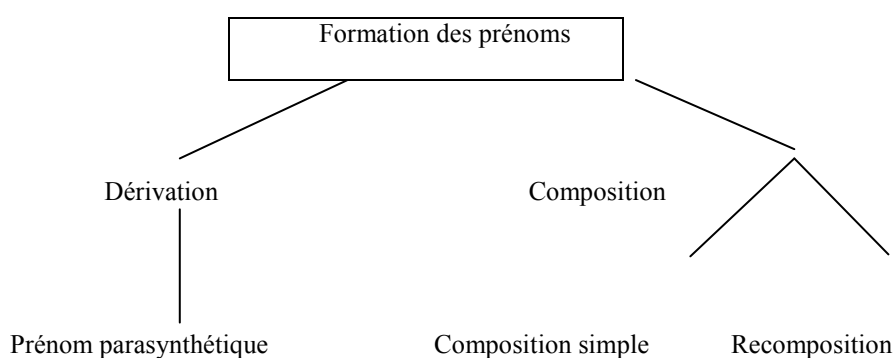 Formation des prénoms
Dérivation Composition
Prénom parasynthétique Composition simple Recomposition